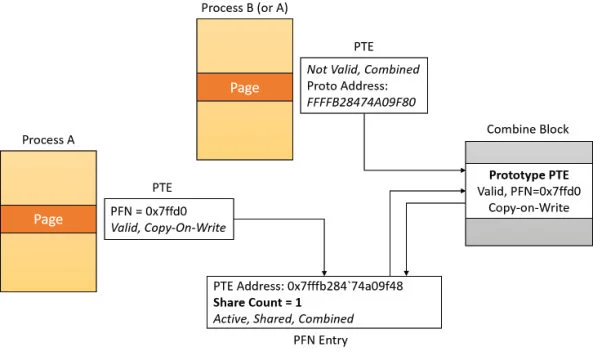 Process B (or A)
PTE
Not Valid, Combined
Proto Address:
FFFFB28474A09F80
Page
Combine Block
Prototype PTE
Valid, PFN=0x7ffd0
Copy-on-Write
Process A
PTE
PFN = 0x7ffd0
Valid, Copy-On-Write
Page
PTE Address: 0x7fffb284`74a09f48
Share Count = 1
Active, Shared, Combined
PFN Entry